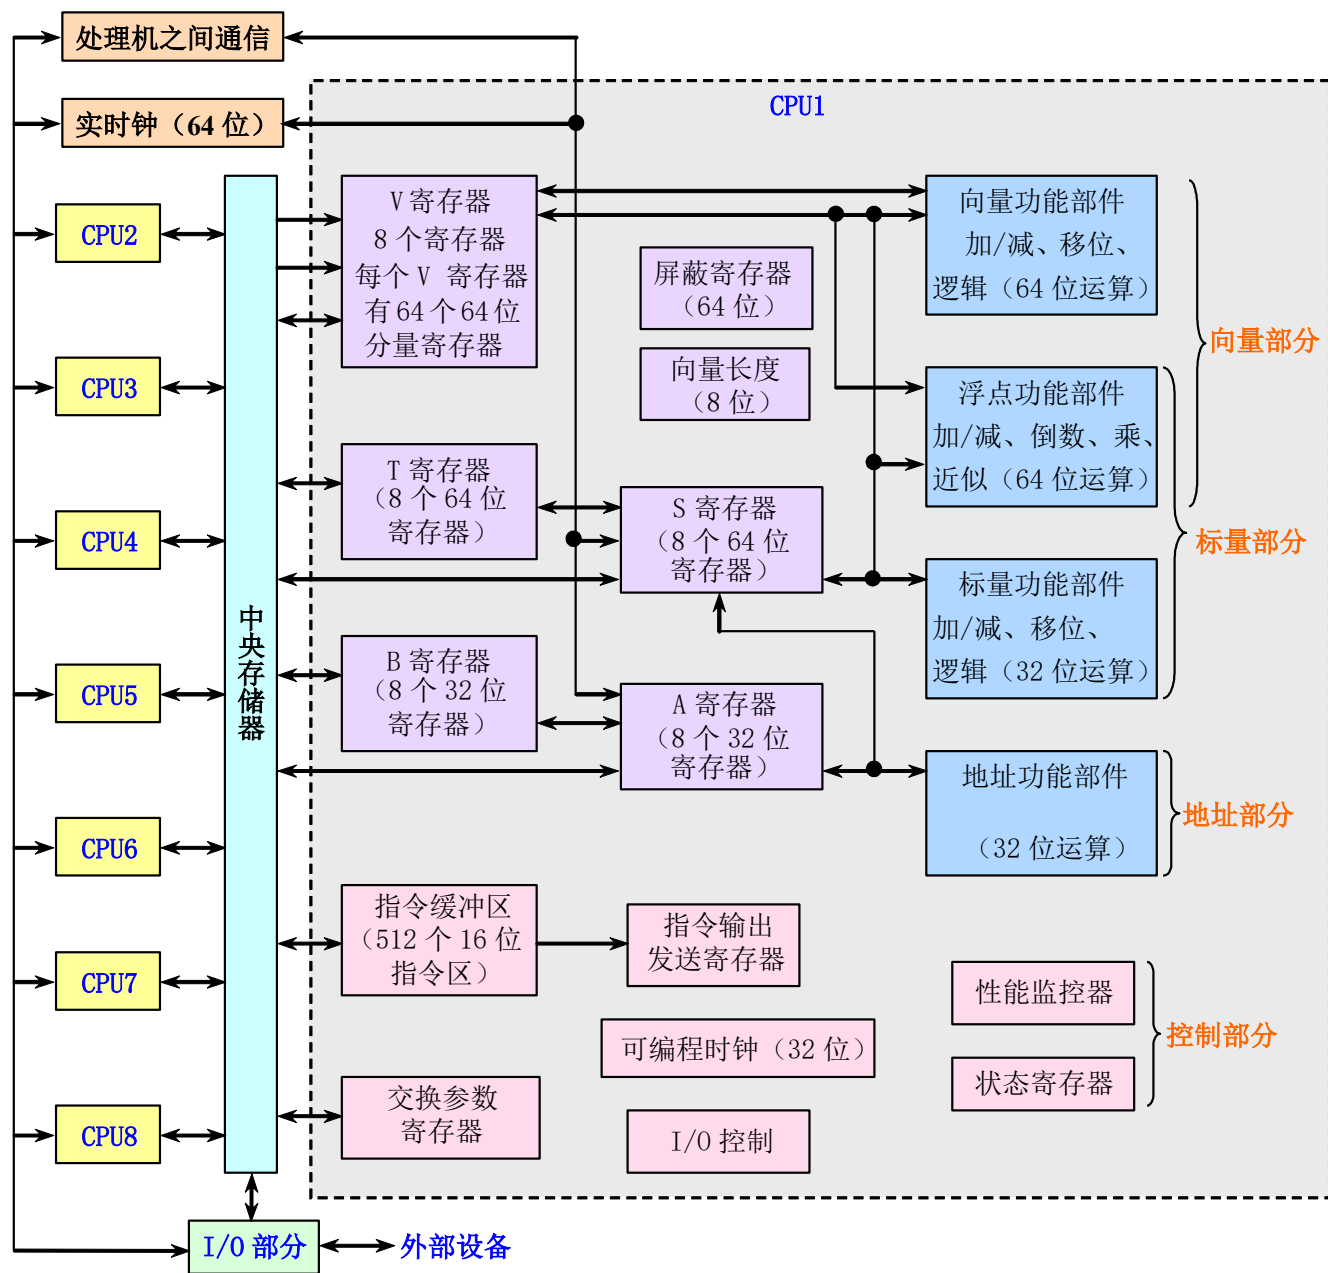 处理机之间通信
实时钟（64 位）
CPU1
CPU2
CPU3
CPU4
CPU5
CPU6
CPU7
CPU8
中央存储器
V 寄存器
8 个寄存器
每个 V 寄存器
有 64 个 64 位
分量寄存器
屏蔽寄存器
（64 位）
向量长度
（8 位）
T 寄存器
（8 个 64 位
寄存器）
S 寄存器
（8 个 64 位
寄存器）
B 寄存器
（8 个 32 位
寄存器）
A 寄存器
（8 个 32 位
寄存器）
向量功能部件
加/减、移位、
逻辑（64 位运算）
浮点功能部件
加/减、倒数、乘、
近似（64 位运算）
标量功能部件
加/减、移位、
逻辑（32 位运算）
地址功能部件
（32 位运算）
向量部分
标量部分
地址部分
指令缓冲区
（512 个 16 位
指令区）
指令输出
发送寄存器
可编程时钟（32 位）
交换参数
寄存器
I/O 控制
性能监控器
状态寄存器
控制部分
I/O 部分
外部设备